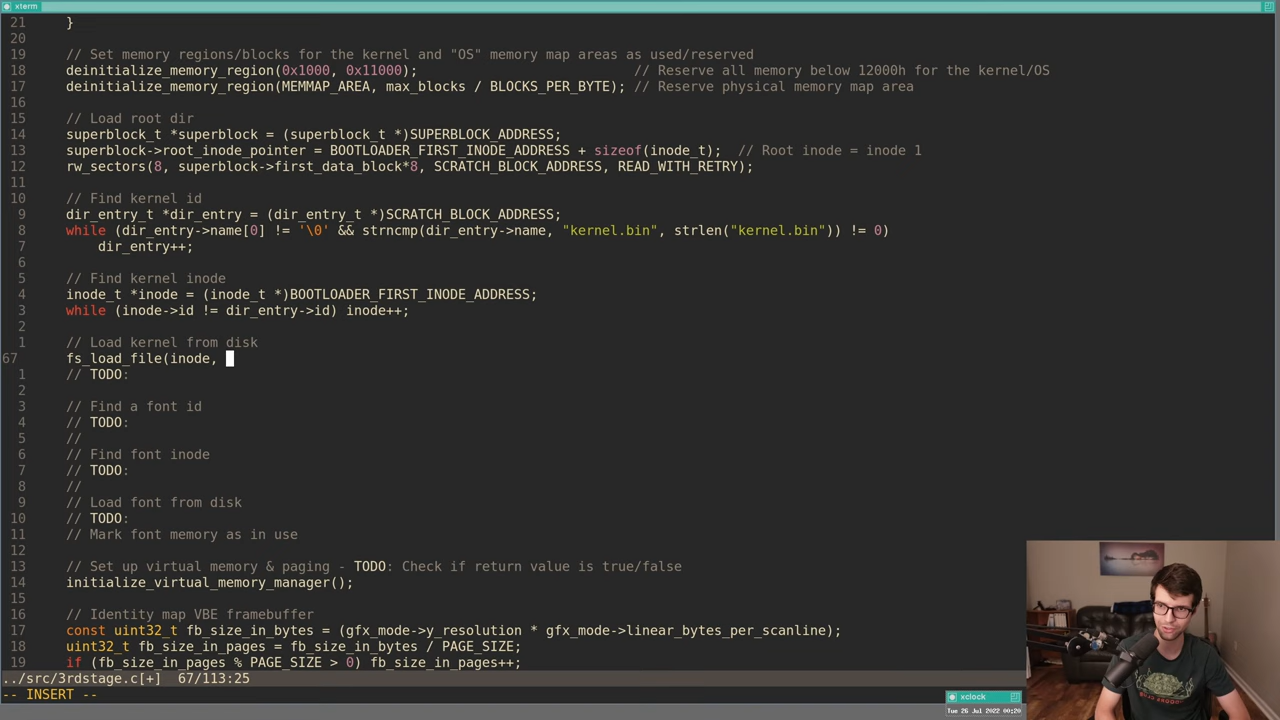 xterm
21     }
20
19     // Set memory regions/blocks for the kernel and "OS" memory map areas as used/reserved
18     deinitialize_memory_region(0x1000, 0x11000);                           // Reserve all memory below 12000h for the kernel/OS
17     deinitialize_memory_region(MEMMAP_AREA, max_blocks / BLOCKS_PER_BYTE); // Reserve physical memory map area
16
15     // Load root dir
14     superblock_t *superblock = (superblock_t *)SUPERBLOCK_ADDRESS;
13     superblock->root_inode_pointer = BOOTLOADER_FIRST_INODE_ADDRESS + sizeof(inode_t);  // Root inode = inode 1
12     rw_sectors(8, superblock->first_data_block*8, SCRATCH_BLOCK_ADDRESS, READ_WITH_RETRY);
11
10     // Find kernel id
9     dir_entry_t *dir_entry = (dir_entry_t *)SCRATCH_BLOCK_ADDRESS;
8     while (dir_entry->name[0] != '\0' && strncmp(dir_entry->name, "kernel.bin", strlen("kernel.bin")) != 0)
7         dir_entry++;
6
5     // Find kernel inode
4     inode_t *inode = (inode_t *)BOOTLOADER_FIRST_INODE_ADDRESS;
3     while (inode->id != dir_entry->id) inode++;
2
1     // Load kernel from disk
67     fs_load_file(inode,
1     // TODO:
2
3     // Find a font id
4     // TODO:
5     //
6     // Find font inode
7     // TODO:
8     //
9     // Load font from disk
10     // TODO:
11     // Mark font memory as in use
12
13     // Set up virtual memory & paging - TODO: Check if return value is true/false
14     initialize_virtual_memory_manager();
15
16     // Identity map VBE framebuffer
17     const uint32_t fb_size_in_bytes = (gfx_mode->y_resolution * gfx_mode->linear_bytes_per_scanline);
18     uint32_t fb_size_in_pages = fb_size_in_bytes / PAGE_SIZE;
19     if (fb_size_in_pages % PAGE_SIZE > 0) fb_size_in_pages++;
../src/3rdstage.c[+]  67/113:25
-- INSERT --
xclock
Tue 26 Jul 2022 00:20